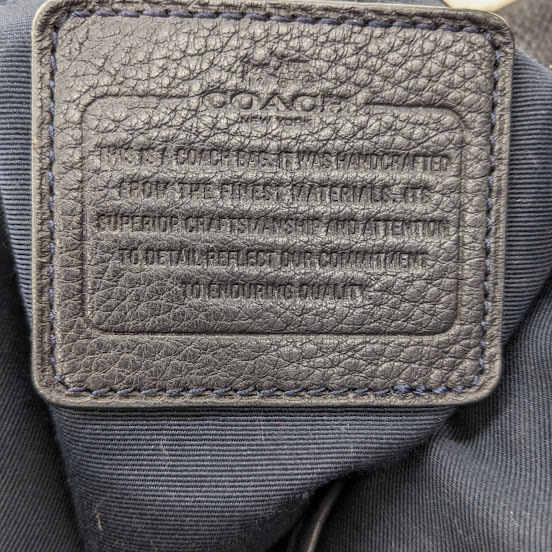 COACH
NEW YORK
THIS IS A COACH BAG. IT WAS HANDCRAFTED
FROM THE FINEST MATERIALS. ITS
SUPERIOR CRAFTSMANSHIP AND ATTENTION
TO DETAIL REFLECT OUR COMMITMENT
TO ENDURING QUALITY.